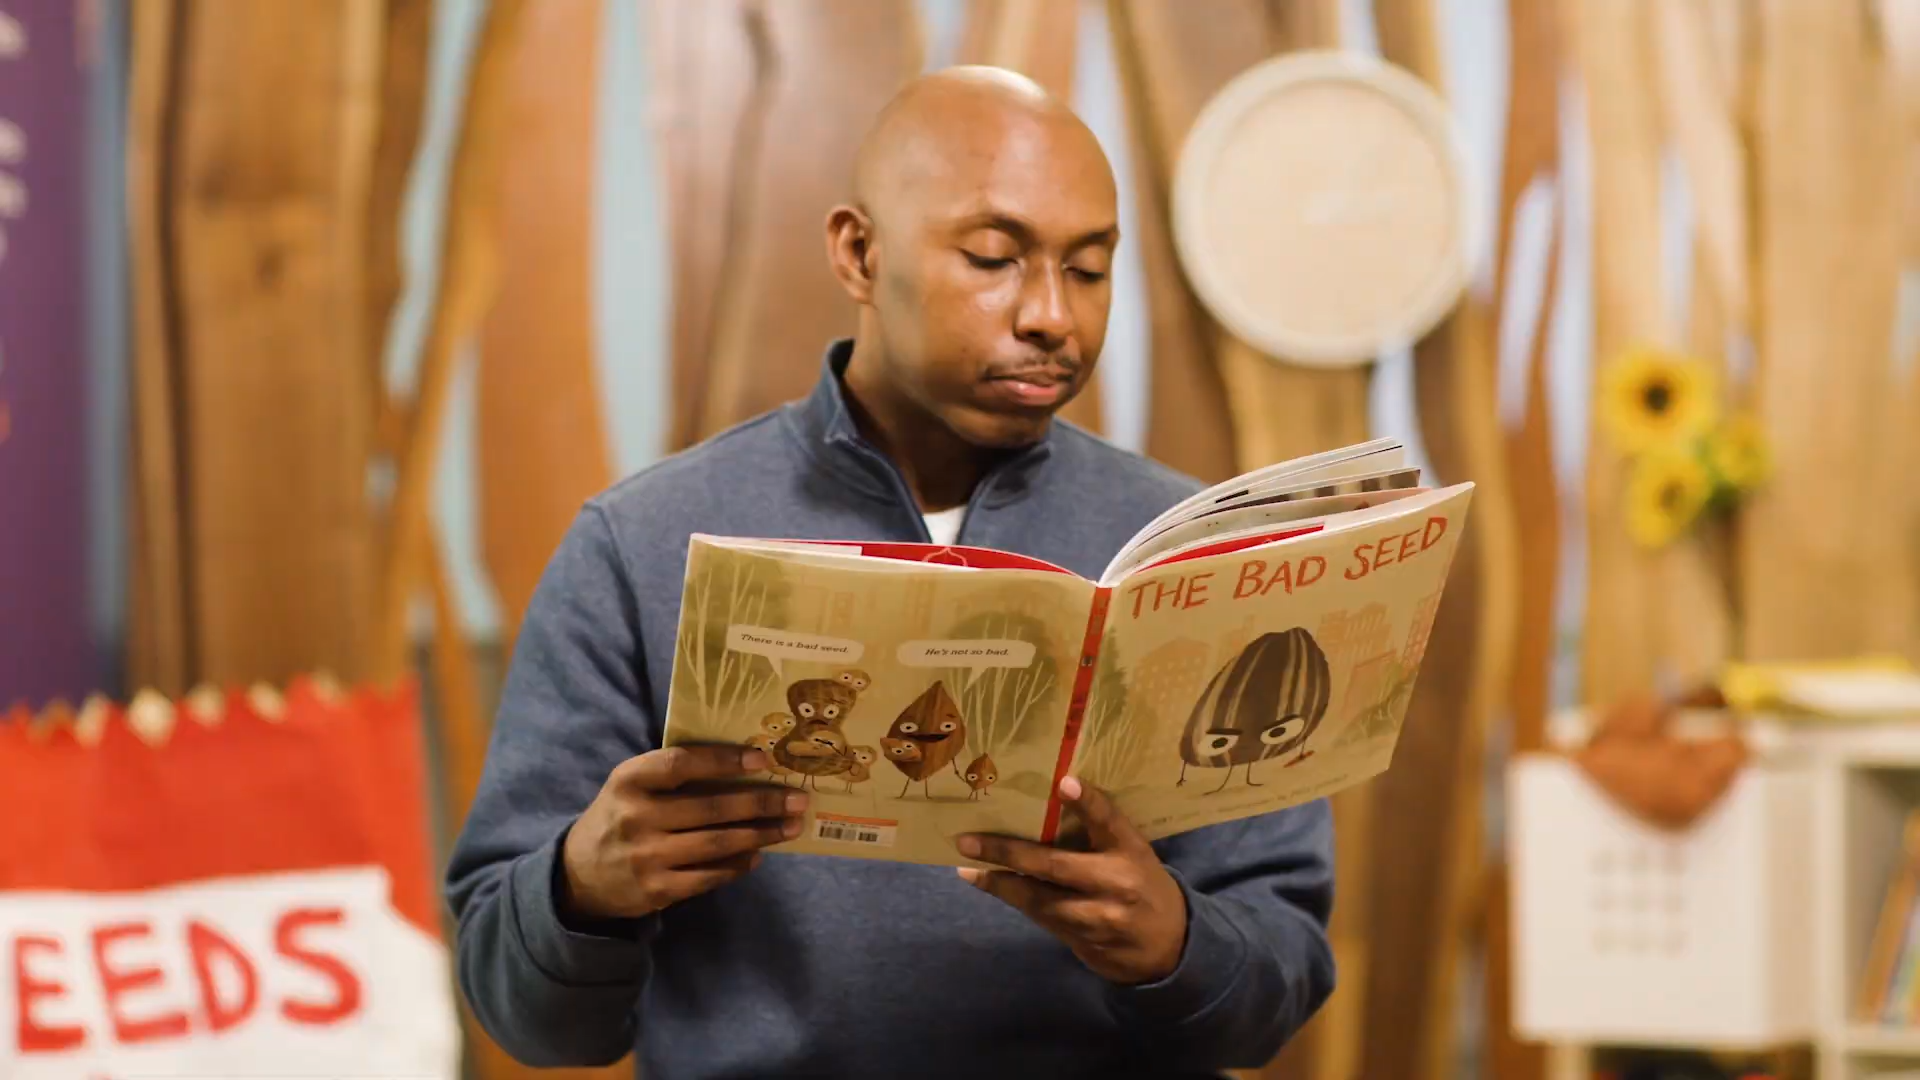 THE BAD SEED
There is a bad seed.
He's not so bad.
EEDS